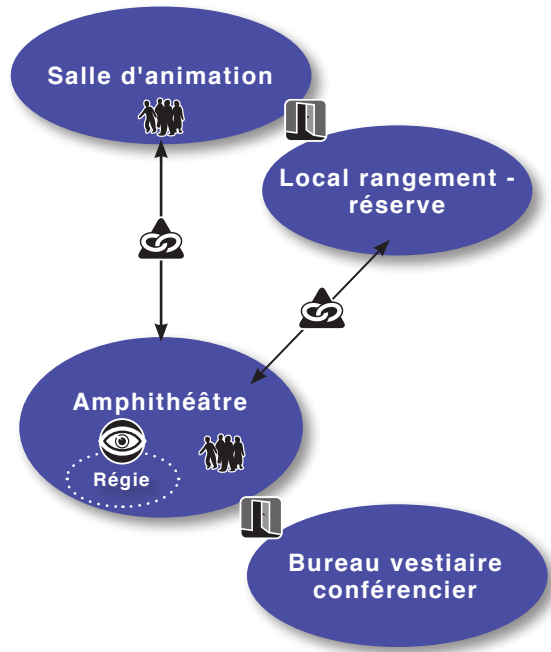 Salle d'animation
Local rangement -
réserve
Amphithéâtre
Régie
Bureau vestiaire
conférencier